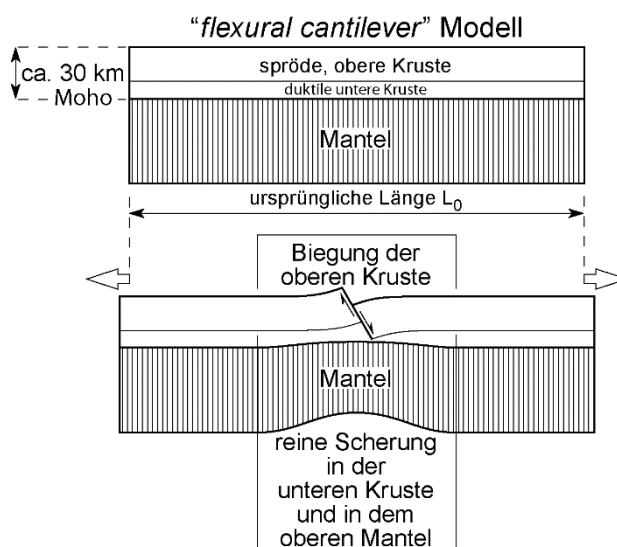 “flexural cantilever” Modell
ca. 30 km
Moho
spröde, obere Kruste
duktile untere Kruste
Mantel
ursprüngliche Länge L₀
Biegung der
oberen Kruste
Mantel
reine Scherung
in der
unteren Kruste
und in dem
oberen Mantel